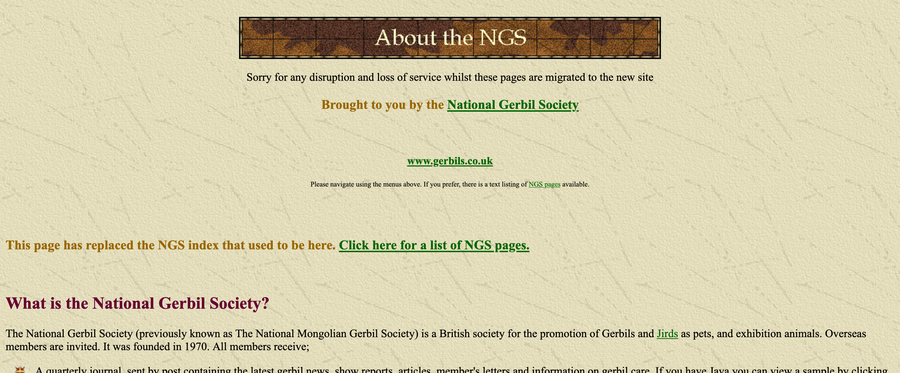 About the NGS
Sorry for any disruption and loss of service whilst these pages are migrated to the new site
Brought to you by the National Gerbil Society
www.gerbils.co.uk
Please navigate using the menus above. If you prefer, there is a text listing of NGS pages available.
This page has replaced the NGS index that used to be here. Click here for a list of NGS pages.
What is the National Gerbil Society?
The National Gerbil Society (previously known as The National Mongolian Gerbil Society) is a British society for the promotion of Gerbils and Jirds as pets, and exhibition animals. Overseas
members are invited. It was founded in 1970. All members receive;
A quarterly journal, sent by post containing the latest gerbil news, show reports, articles, member's letters and information on gerbil care. If you have Java you can view a sample by clicking